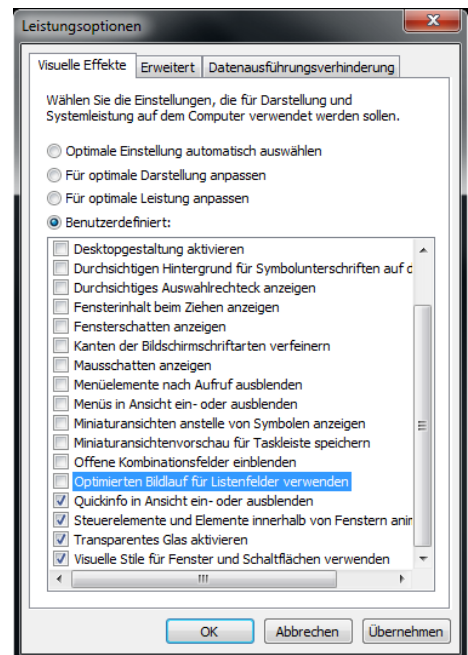 Leistungsoptionen
Visuelle Effekte Erweitert Datenausführungsverhinderung
Wählen Sie die Einstellungen, die für Darstellung und
Systemleistung auf dem Computer verwendet werden sollen.
Optimale Einstellung automatisch auswählen
Für optimale Darstellung anpassen
Für optimale Leistung anpassen
Benutzerdefiniert:
Desktopgestaltung aktivieren
Durchsichtigen Hintergrund für Symbolunterschriften auf d
Durchsichtiges Auswahlrechteck anzeigen
Fensterinhalt beim Ziehen anzeigen
Fensterschatten anzeigen
Kanten der Bildschirmschriftarten verfeinern
Mausschatten anzeigen
Menüelemente nach Aufruf ausblenden
Menüs in Ansicht ein- oder ausblenden
Miniaturansichten anstelle von Symbolen anzeigen
Miniaturansichtenvorschau für Taskleiste speichern
Offene Kombinationsfelder einblenden
Optimierten Bildlauf für Listenfelder verwenden
Quickinfo in Ansicht ein- oder ausblenden
Steuerelemente und Elemente innerhalb von Fenstern anir
Transparentes Glas aktivieren
Visuelle Stile für Fenster und Schaltflächen verwenden
OK Abbrechen Übernehmen